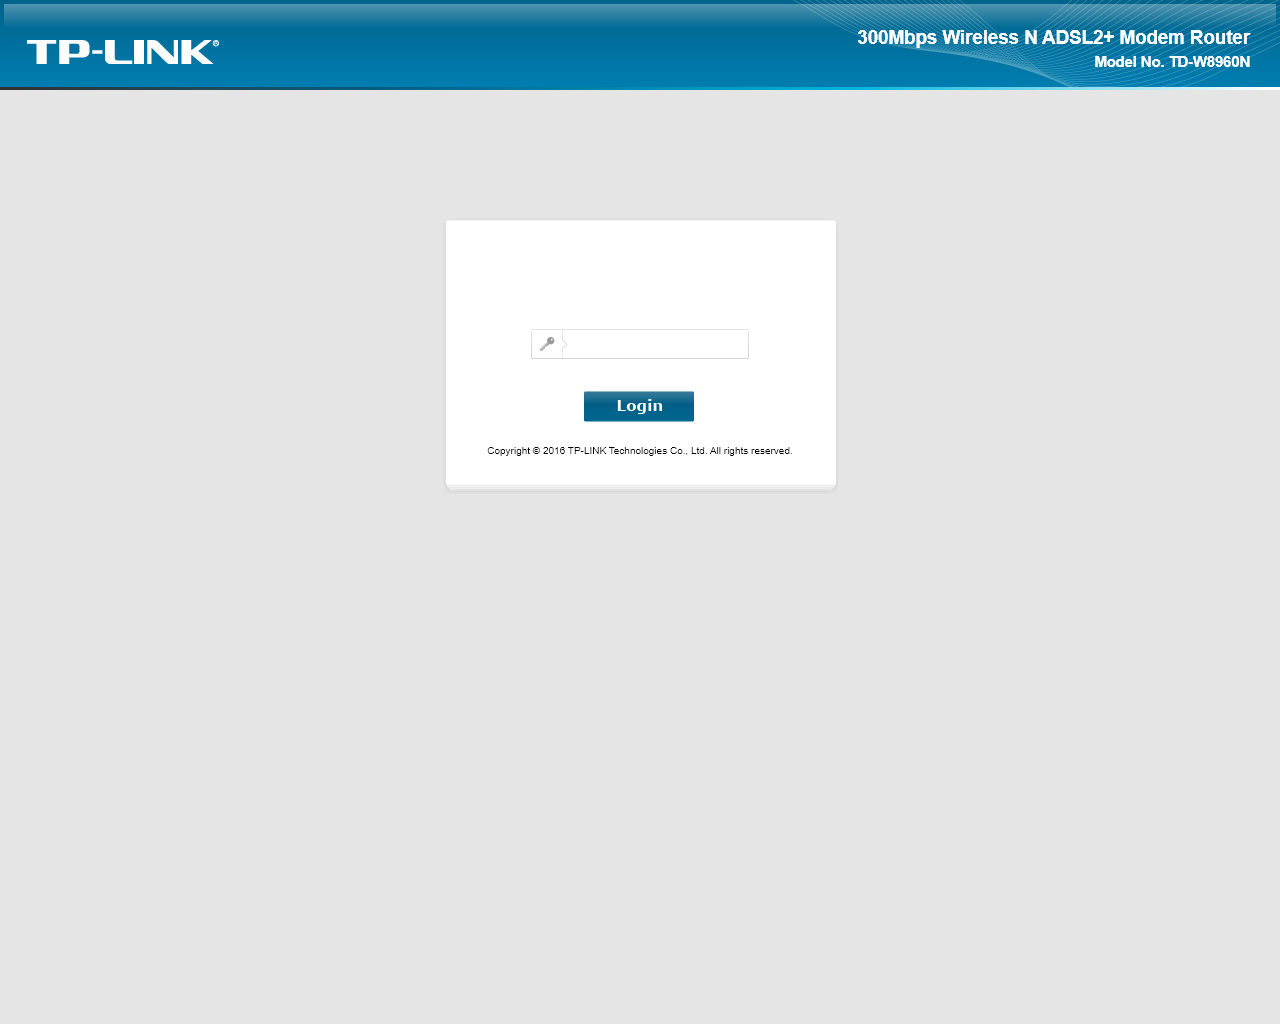 TP-LINK®
300Mbps Wireless N ADSL2+ Modem Router
Model No. TD-W8960N
Login
Copyright © 2016 TP-LINK Technologies Co., Ltd. All rights reserved.